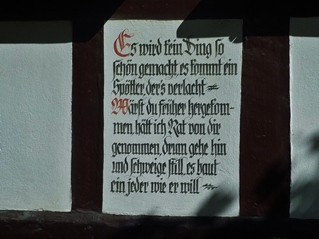 Es wird kein Ding so
schön gemacht, es kommt ein
Spötter, der's verlacht
Wärst du früher hergekom-
men, hätt ich Rat von dir
genommen, drum gehe hin
und schweige still, es baut
ein jeder wie er will